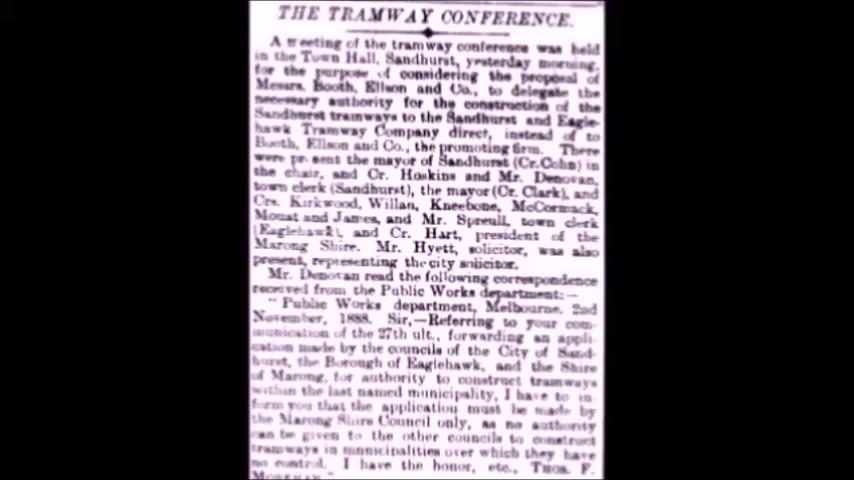 THE TRAMWAY CONFERENCE.
A meeting of the tramway conference was held
in the Town Hall, Sandhurst, yesterday morning,
for the purpose of considering the proposal of
Messrs. Booth, Ellson and Co., to delegate the
necessary authority for the construction of the
Sandhurst tramways to the Sandhurst and Eagle-
hawk Tramway Company direct, instead of to
Booth, Ellson and Co., the promoting firm. There
were present the mayor of Sandhurst (Cr. Cohn) in
the chair, and Cr. Hoskins and Mr. Denovan,
town clerk (Sandhurst), the mayor (Cr. Clark), and
Crs. Kirkwood, Willan, Kneebone, McCormack,
Mouat and James, and Mr. Spreull, town clerk
(Eaglehawk), and Cr. Hart, president of the
Marong Shire. Mr. Hyett, solicitor, was also
present, representing the city solicitor.
Mr. Denovan read the following correspondence
received from the Public Works department:—
"Public Works department, Melbourne, 2nd
November, 1888. Sir,—Referring to your com-
munication of the 27th ult., forwarding an appli-
cation made by the councils of the City of Sand-
hurst, the Borough of Eaglehawk, and the Shire
of Marong, for authority to construct tramways
within the last named municipality, I have to in-
form you that the application must be made by
the Marong Shire Council only, as no authority
can be given to the other councils to construct
tramways in municipalities over which they have
no control. I have the honor, etc., THOS. F.